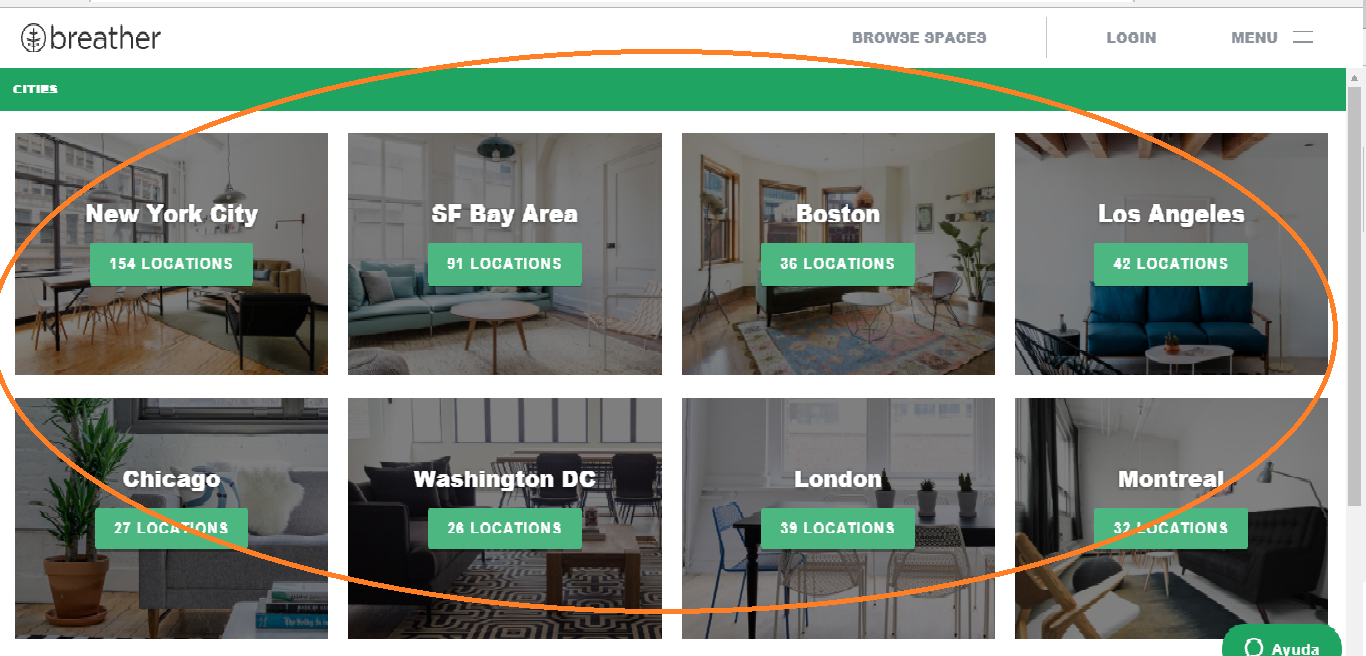 breather
BROWSE SPACES
LOGIN
MENU
CITIES
New York City
154 LOCATIONS
SF Bay Area
91 LOCATIONS
Boston
36 LOCATIONS
Los Angeles
42 LOCATIONS
Chicago
27 LOCATIONS
Washington DC
26 LOCATIONS
London
39 LOCATIONS
Montreal
32 LOCATIONS
Ayuda